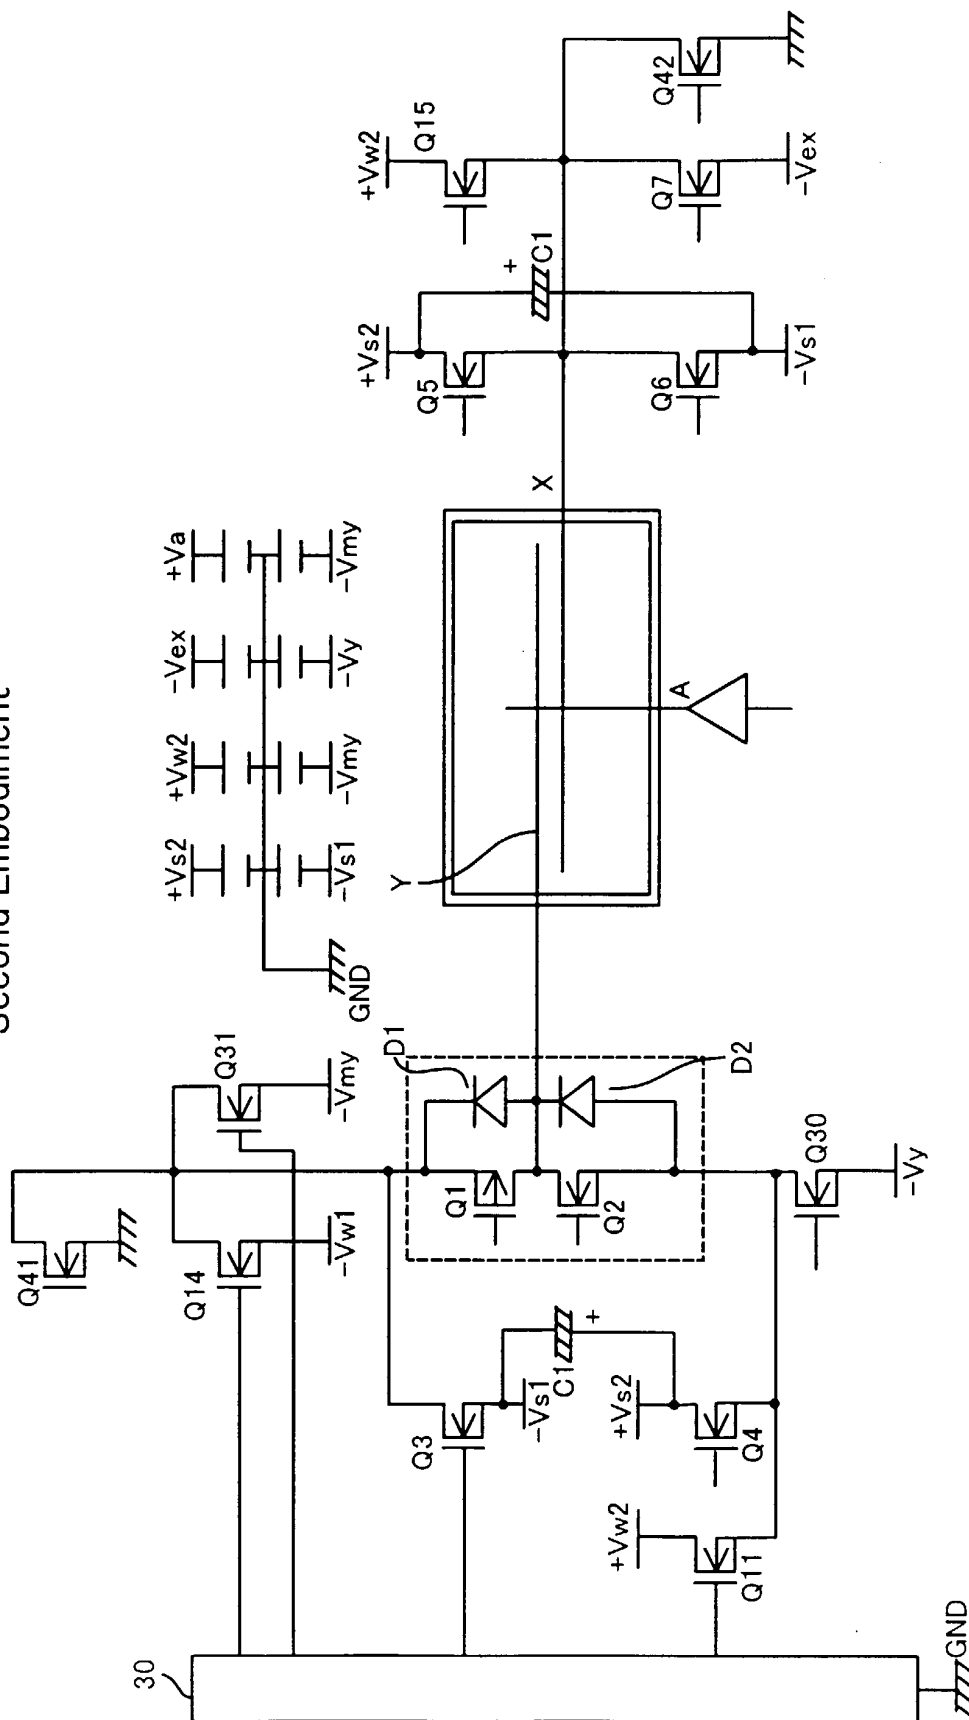 Second Embodiment
Q41
Q14
-Vw1
Q31
-Vmy
GND
+Vs2
-Vs1
+Vw2
-Vmy
-Vex
-Vy
+Va
-Vmy
+Vw2
Q15
Q42
+Vs2
Q5
+
C1
Q6
-Vs1
Q7
-Vex
X
Y
A
D1
D2
Q1
Q2
Q30
-Vy
Q3
-Vs1
C1
+
+Vs2
Q4
+Vw2
Q11
30
GND